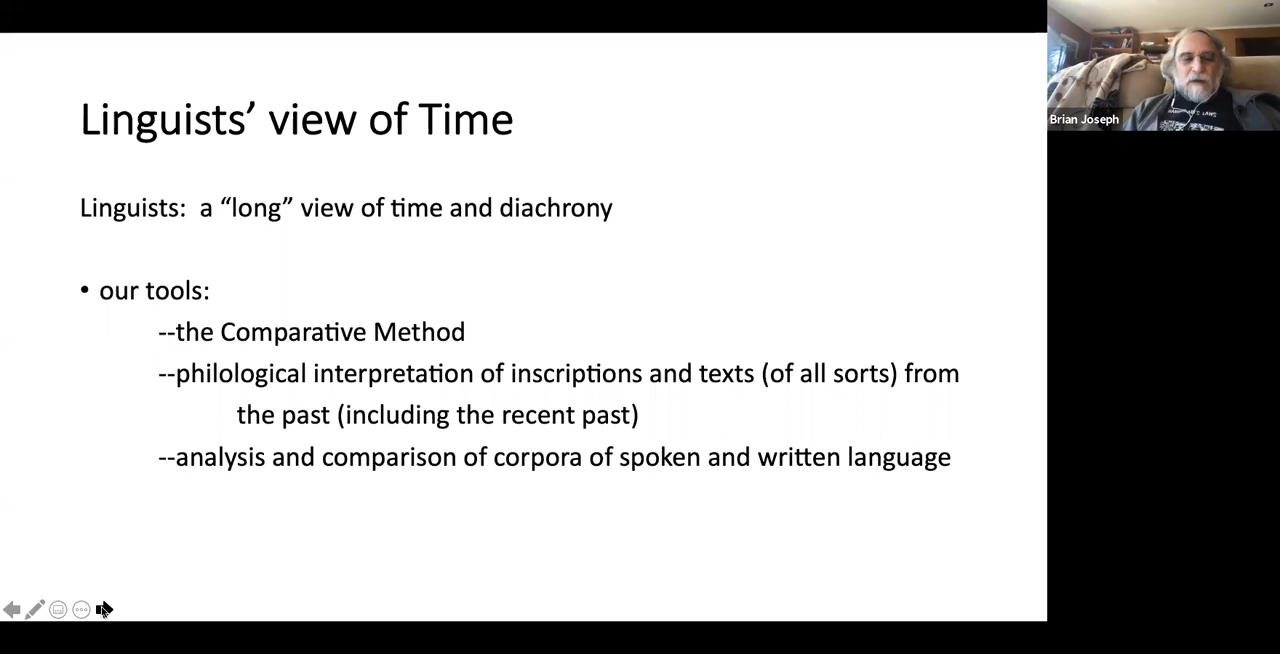 Linguists’ view of Time
Linguists:  a “long” view of time and diachrony
• our tools:
--the Comparative Method
--philological interpretation of inscriptions and texts (of all sorts) from
the past (including the recent past)
--analysis and comparison of corpora of spoken and written language
Brian Joseph